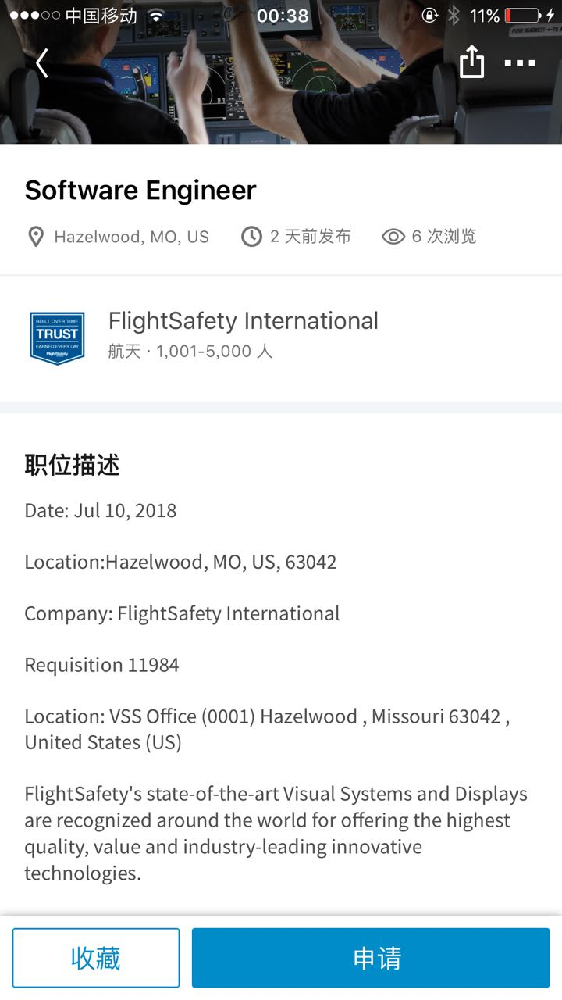 中国移动 00:38 11%
Software Engineer
Hazelwood, MO, US 2 天前发布 6 次浏览
BUILT OVER TIME
TRUST
EARNED EVERY DAY
FlightSafety
FlightSafety International
航天 · 1,001-5,000 人
职位描述
Date: Jul 10, 2018
Location:Hazelwood, MO, US, 63042
Company: FlightSafety International
Requisition 11984
Location: VSS Office (0001) Hazelwood , Missouri 63042 ,
United States (US)
FlightSafety's state-of-the-art Visual Systems and Displays
are recognized around the world for offering the highest
quality, value and industry-leading innovative
technologies.
收藏 申请